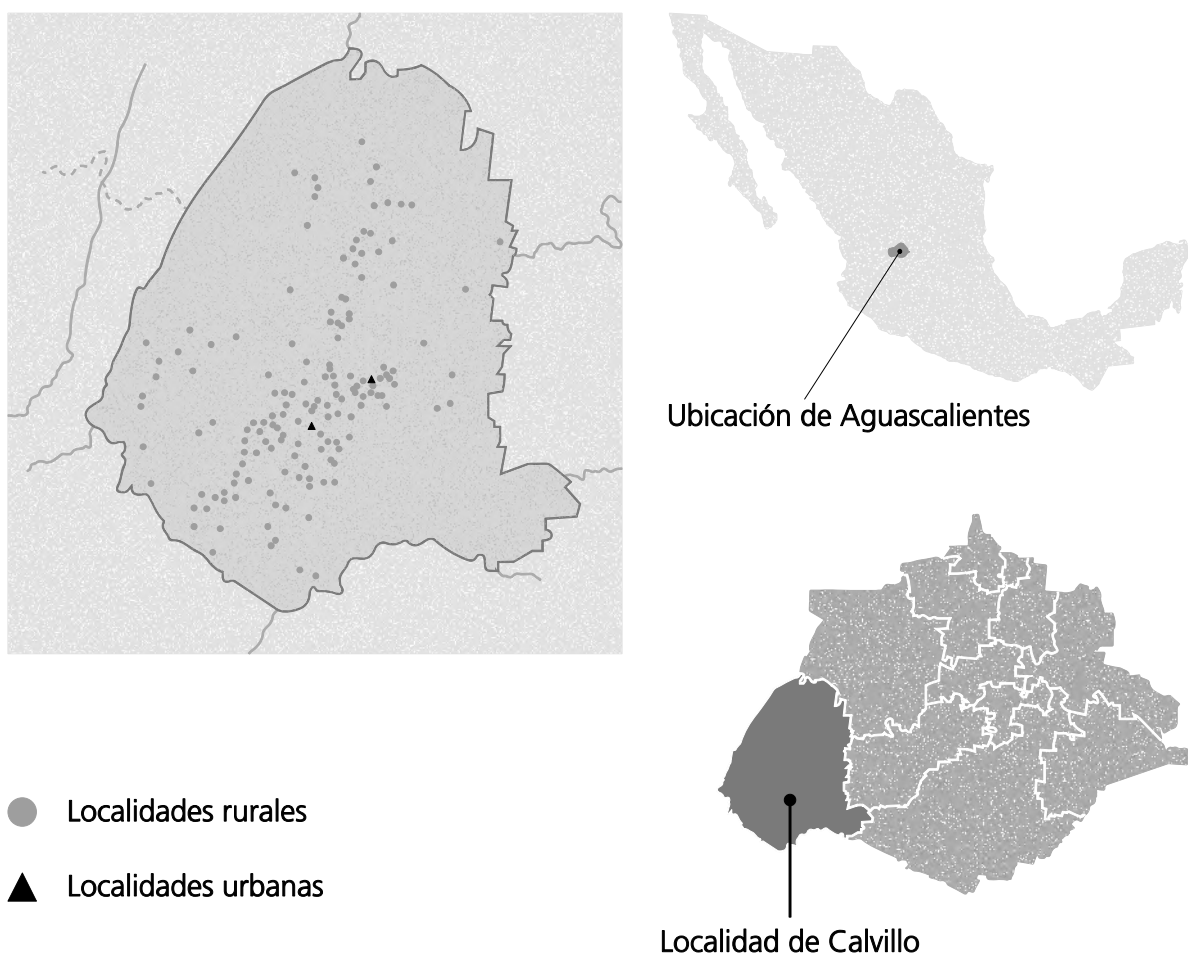 Ubicación de Aguascalientes
Localidades rurales
Localidades urbanas
Localidad de Calvillo